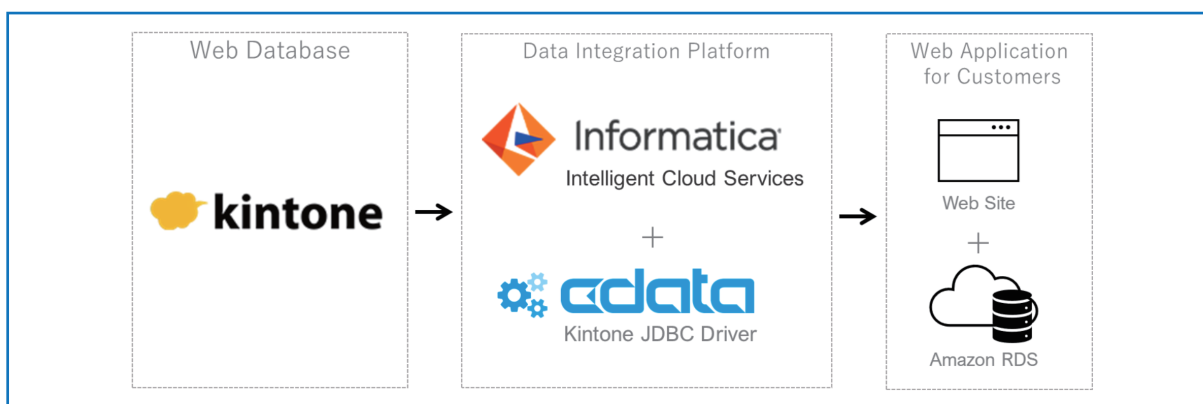 Web Database
kintone
Data Integration Platform
Informatica
Intelligent Cloud Services
+
cdata
Kintone JDBC Driver
Web Application
for Customers
Web Site
+
Amazon RDS